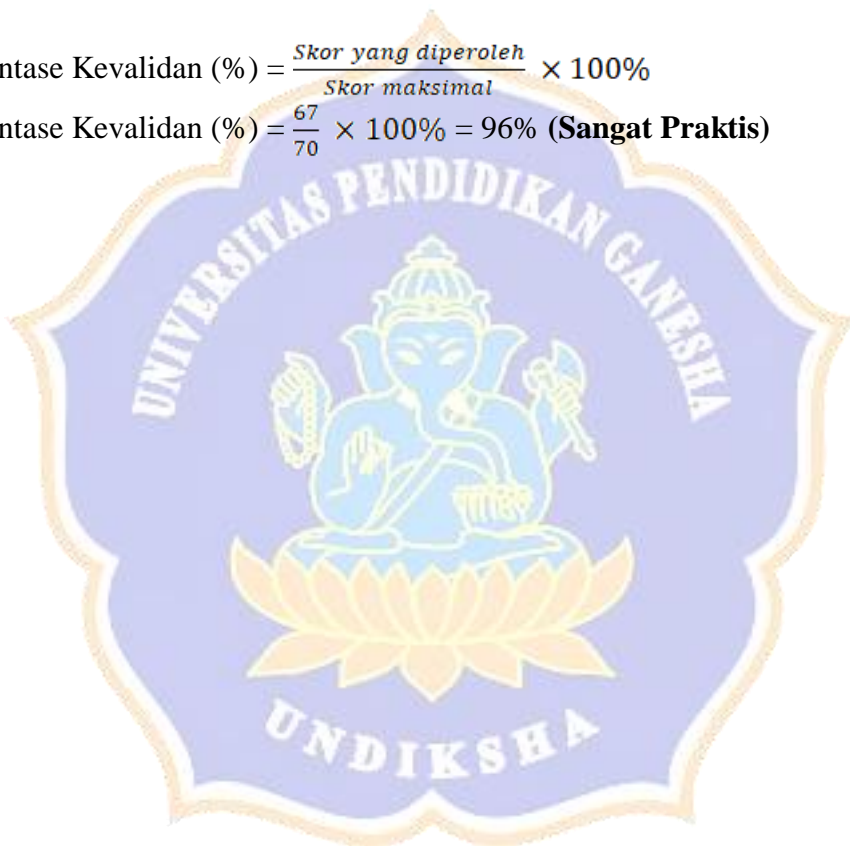 ntase Kevalidan (%) = Skor yang diperoleh / Skor maksimal × 100%
ntase Kevalidan (%) = 67/70 × 100% = 96% (Sangat Praktis)
UNIVERSITAS PENDIDIKAN GANESHA
UNDIKSHA